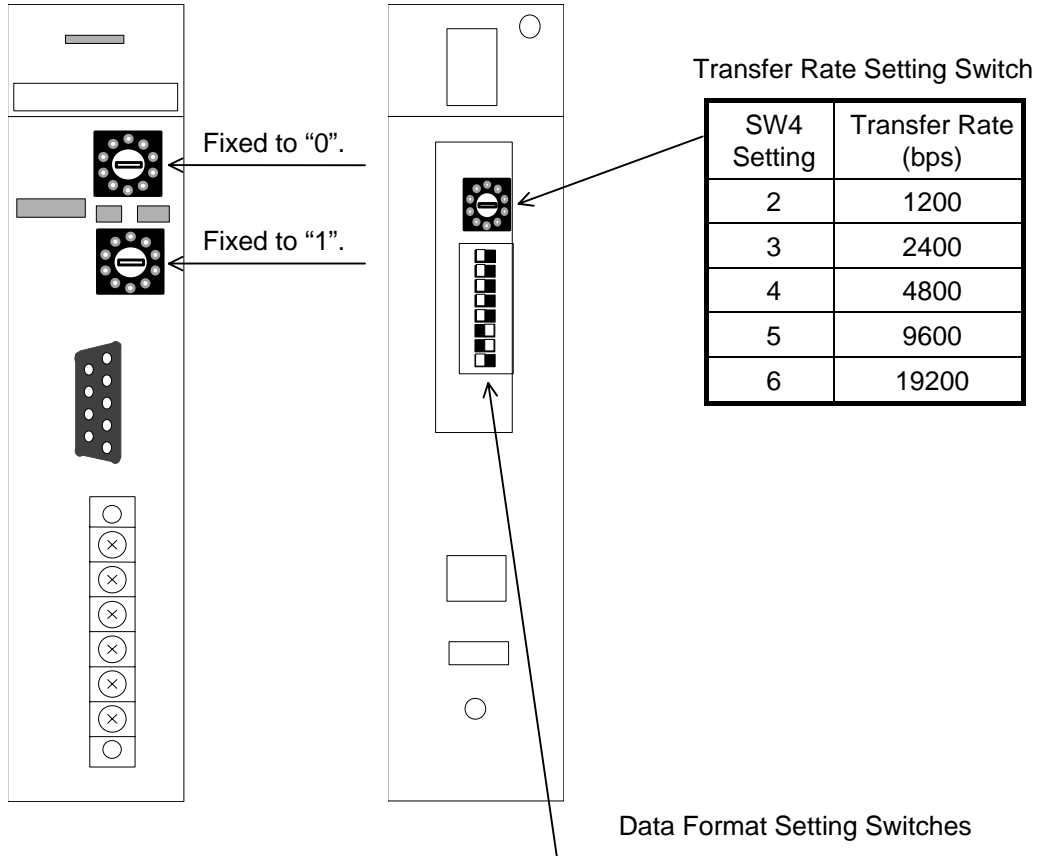 Fixed to “0”.
Fixed to “1”.
Transfer Rate Setting Switch
SW4 Setting Transfer Rate (bps)
2 1200
3 2400
4 4800
5 9600
6 19200
Data Format Setting Switches